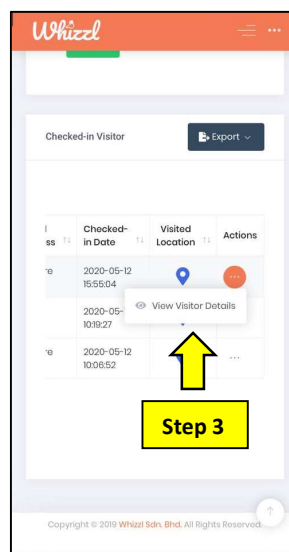 Whizzl
Checked-in Visitor
Export
ss
Checked-in Date
Visited Location
Actions
re
2020-05-12
15:55:04
View Visitor Details
2020-05-
10:19:27
re
2020-05-12
10:06:52
Step 3
Copyright © 2019 Whizzl Sdn. Bhd. All Rights Reserved.